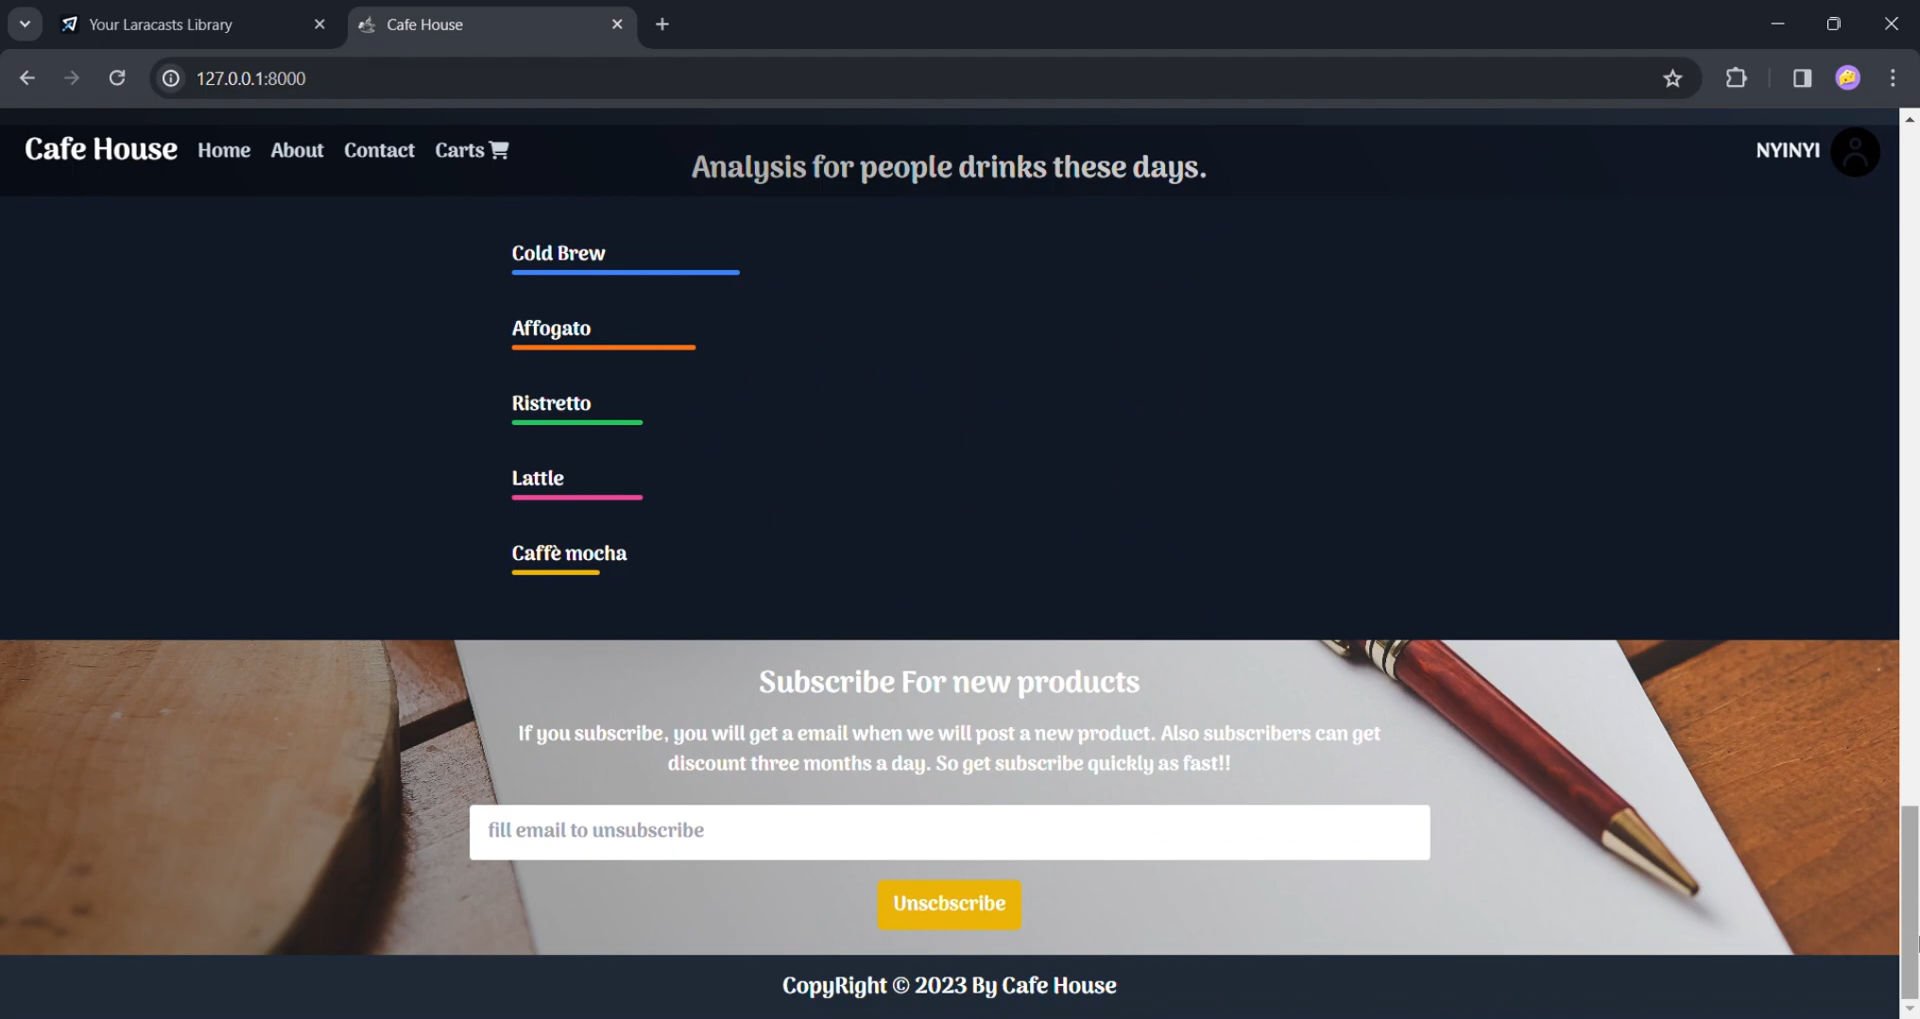 Your Laracasts Library
Cafe House
127.0.0.1:8000
Cafe House Home About Contact Carts
NYINYI
Analysis for people drinks these days.
Cold Brew
Affogato
Ristretto
Lattle
Caffè mocha
Subscribe For new products
If you subscribe, you will get a email when we will post a new product. Also subscribers can get
discount three months a day. So get subscribe quickly as fast!!
fill email to unsubscribe
Unscbscribe
CopyRight © 2023 By Cafe House